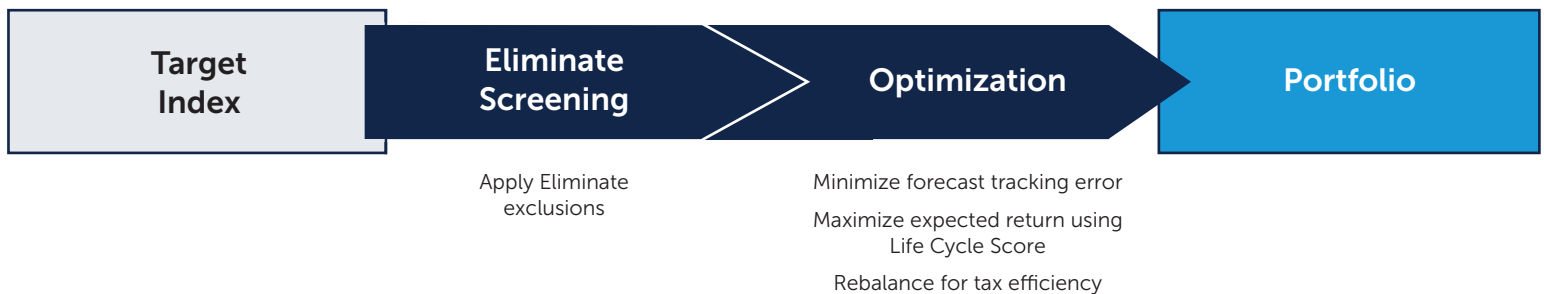 Target
Index
Eliminate
Screening
Optimization
Portfolio
Apply Eliminate
exclusions
Minimize forecast tracking error
Maximize expected return using
Life Cycle Score
Rebalance for tax efficiency